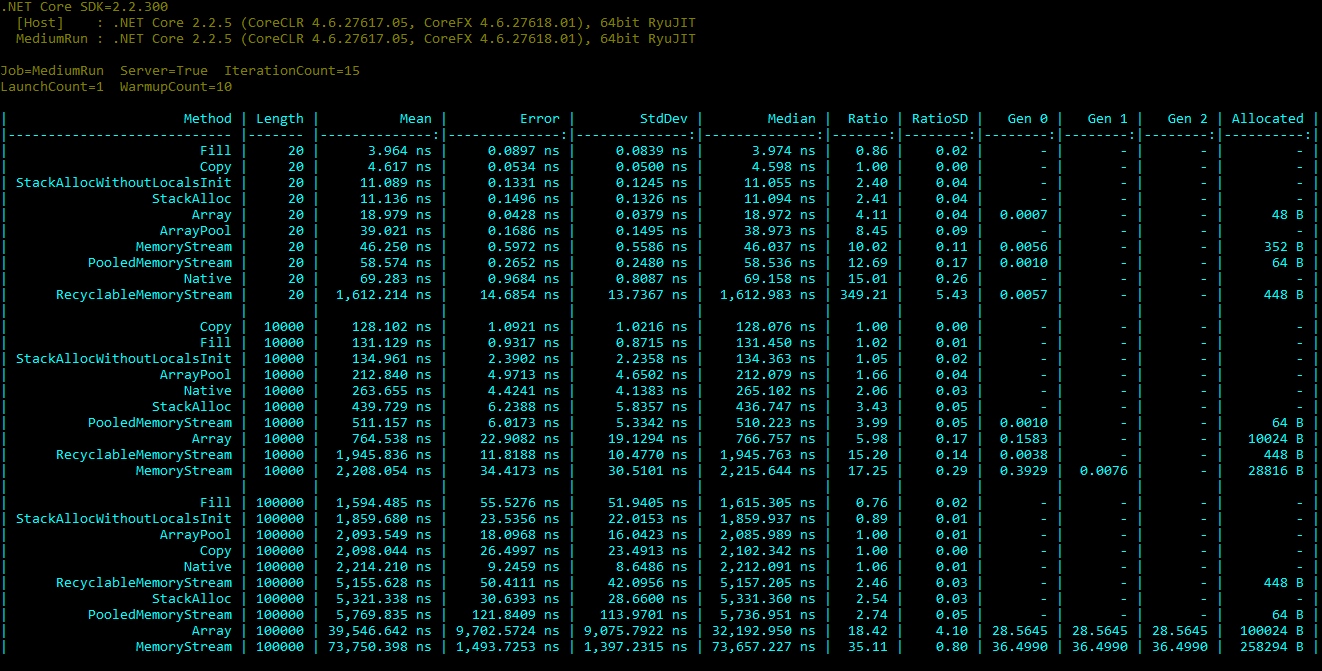 .NET Core SDK=2.2.300
  [Host]    : .NET Core 2.2.5 (CoreCLR 4.6.27617.05, CoreFX 4.6.27618.01), 64bit RyuJIT
  MediumRun : .NET Core 2.2.5 (CoreCLR 4.6.27617.05, CoreFX 4.6.27618.01), 64bit RyuJIT
Job=MediumRun  Server=True  IterationCount=15
LaunchCount=1  WarmupCount=10
| Method | Length | Mean | Error | StdDev | Median | Ratio | RatioSD | Gen 0 | Gen 1 | Gen 2 | Allocated |
|---------------------------- |------- |--------------:|-------------:|-------------:|--------------:|-------:|--------:|--------:|--------:|--------:|----------:|
| Fill | 20 | 3.964 ns | 0.0897 ns | 0.0839 ns | 3.974 ns | 0.86 | 0.02 | - | - | - | - |
| Copy | 20 | 4.617 ns | 0.0534 ns | 0.0500 ns | 4.598 ns | 1.00 | 0.00 | - | - | - | - |
| StackAllocWithoutLocalsInit | 20 | 11.089 ns | 0.1331 ns | 0.1245 ns | 11.055 ns | 2.40 | 0.04 | - | - | - | - |
| StackAlloc | 20 | 11.136 ns | 0.1496 ns | 0.1326 ns | 11.094 ns | 2.41 | 0.04 | - | - | - | - |
| Array | 20 | 18.979 ns | 0.0428 ns | 0.0379 ns | 18.972 ns | 4.11 | 0.04 | 0.0007 | - | - | 48 B |
| ArrayPool | 20 | 39.021 ns | 0.1686 ns | 0.1495 ns | 38.973 ns | 8.45 | 0.09 | - | - | - | - |
| MemoryStream | 20 | 46.250 ns | 0.5972 ns | 0.5586 ns | 46.037 ns | 10.02 | 0.11 | 0.0056 | - | - | 352 B |
| PooledMemoryStream | 20 | 58.574 ns | 0.2652 ns | 0.2480 ns | 58.536 ns | 12.69 | 0.17 | 0.0010 | - | - | 64 B |
| Native | 20 | 69.283 ns | 0.9684 ns | 0.8087 ns | 69.158 ns | 15.01 | 0.26 | - | - | - | - |
| RecyclableMemoryStream | 20 | 1,612.214 ns | 14.6854 ns | 13.7367 ns | 1,612.983 ns | 349.21 | 5.43 | 0.0057 | - | - | 448 B |
| | | | | | | | | | | | |
| Copy | 10000 | 128.102 ns | 1.0921 ns | 1.0216 ns | 128.076 ns | 1.00 | 0.00 | - | - | - | - |
| Fill | 10000 | 131.129 ns | 0.9317 ns | 0.8715 ns | 131.450 ns | 1.02 | 0.01 | - | - | - | - |
| StackAllocWithoutLocalsInit | 10000 | 134.961 ns | 2.3902 ns | 2.2358 ns | 134.363 ns | 1.05 | 0.02 | - | - | - | - |
| ArrayPool | 10000 | 212.840 ns | 4.9713 ns | 4.6502 ns | 212.079 ns | 1.66 | 0.04 | - | - | - | - |
| Native | 10000 | 263.655 ns | 4.4241 ns | 4.1383 ns | 265.102 ns | 2.06 | 0.03 | - | - | - | - |
| StackAlloc | 10000 | 439.729 ns | 6.2388 ns | 5.8357 ns | 436.747 ns | 3.43 | 0.05 | - | - | - | - |
| PooledMemoryStream | 10000 | 511.157 ns | 6.0173 ns | 5.3342 ns | 510.223 ns | 3.99 | 0.05 | 0.0010 | - | - | 64 B |
| Array | 10000 | 764.538 ns | 22.9082 ns | 19.1294 ns | 766.757 ns | 5.98 | 0.17 | 0.1583 | - | - | 10024 B |
| RecyclableMemoryStream | 10000 | 1,945.836 ns | 11.8188 ns | 10.4770 ns | 1,945.763 ns | 15.20 | 0.14 | 0.0038 | - | - | 448 B |
| MemoryStream | 10000 | 2,208.054 ns | 34.4173 ns | 30.5101 ns | 2,215.644 ns | 17.25 | 0.29 | 0.3929 | 0.0076 | - | 28816 B |
| | | | | | | | | | | | |
| Fill | 100000 | 1,594.485 ns | 55.5276 ns | 51.9405 ns | 1,615.305 ns | 0.76 | 0.02 | - | - | - | - |
| StackAllocWithoutLocalsInit | 100000 | 1,859.680 ns | 23.5356 ns | 22.0153 ns | 1,859.937 ns | 0.89 | 0.01 | - | - | - | - |
| ArrayPool | 100000 | 2,093.549 ns | 18.0968 ns | 16.0423 ns | 2,085.989 ns | 1.00 | 0.01 | - | - | - | - |
| Copy | 100000 | 2,098.044 ns | 26.4997 ns | 23.4913 ns | 2,102.342 ns | 1.00 | 0.00 | - | - | - | - |
| Native | 100000 | 2,214.210 ns | 9.2459 ns | 8.6486 ns | 2,212.091 ns | 1.06 | 0.01 | - | - | - | - |
| RecyclableMemoryStream | 100000 | 5,155.628 ns | 50.4111 ns | 42.0956 ns | 5,157.205 ns | 2.46 | 0.03 | - | - | - | 448 B |
| StackAlloc | 100000 | 5,321.338 ns | 30.6393 ns | 28.6600 ns | 5,331.360 ns | 2.54 | 0.03 | - | - | - | - |
| PooledMemoryStream | 100000 | 5,769.835 ns | 121.8409 ns | 113.9701 ns | 5,736.951 ns | 2.74 | 0.05 | - | - | - | 64 B |
| Array | 100000 | 39,546.642 ns | 9,702.5724 ns | 9,075.7922 ns | 32,192.950 ns | 18.42 | 4.10 | 28.5645 | 28.5645 | 28.5645 | 100024 B |
| MemoryStream | 100000 | 73,750.398 ns | 1,493.7253 ns | 1,397.2315 ns | 73,657.227 ns | 35.11 | 0.80 | 36.4990 | 36.4990 | 36.4990 | 258294 B |